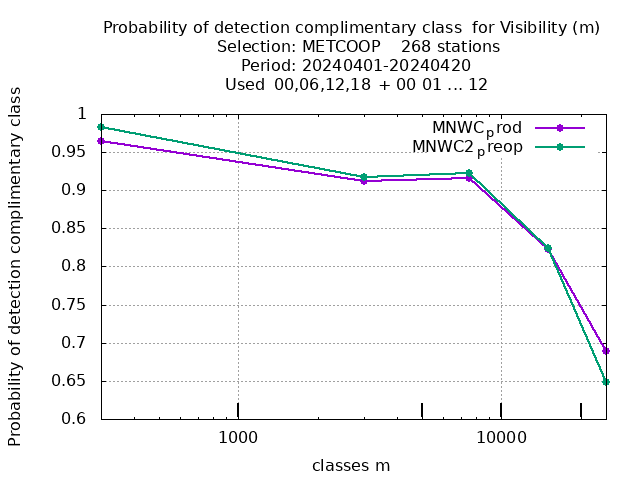 Probability of detection complimentary class for Visibility (m)
Selection: METCOOP 268 stations
Period: 20240401-20240420
Used 00,06,12,18 + 00 01 ... 12
Probability of detection complimentary class
MNWCprod
MNWC2preop
1
0.95
0.9
0.85
0.8
0.75
0.7
0.65
0.6
1000
10000
classes m